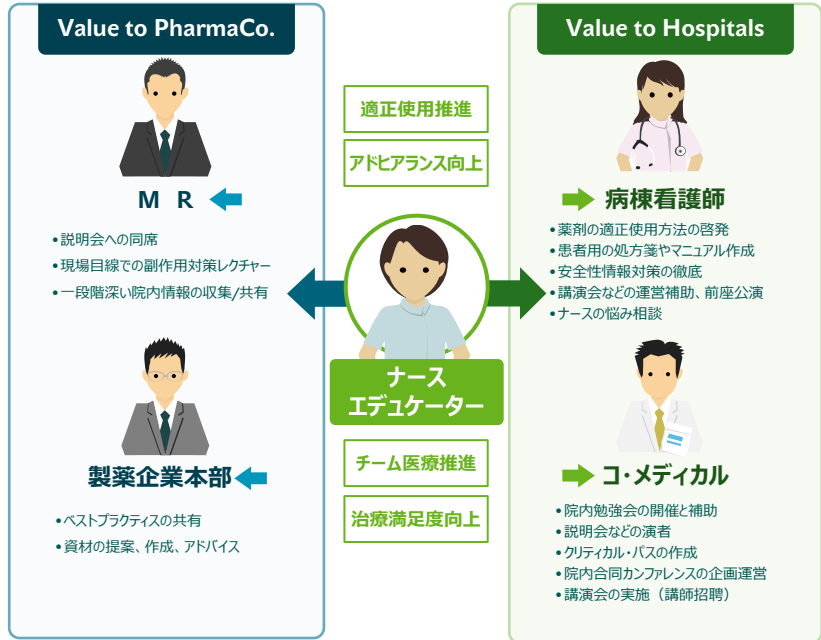 Value to PharmaCo.
M R
•説明会への同席
•現場目線での副作用対策レクチャー
•一段階深い院内情報の収集/共有
製薬企業本部
•ベストプラクティスの共有
•資材の提案、作成、アドバイス
適正使用推進
アドヒアランス向上
ナース
エデュケーター
チーム医療推進
治療満足度向上
Value to Hospitals
病棟看護師
•薬剤の適正使用方法の啓発
•患者用の処方箋やマニュアル作成
•安全性情報対策の徹底
•講演会などの運営補助、前座公演
•ナースの悩み相談
コ・メディカル
•院内勉強会の開催と補助
•説明会などの演者
•クリティカル・パスの作成
•院内合同カンファレンスの企画運営
•講演会の実施（講師招聘）